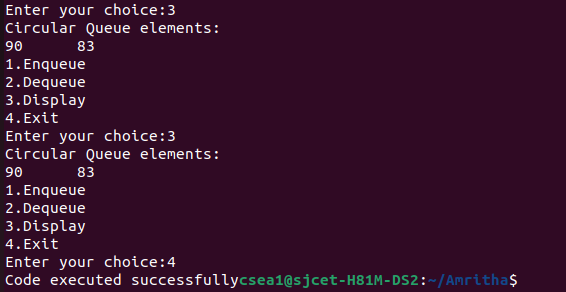 Enter your choice:3
Circular Queue elements:
90      83
1.Enqueue
2.Dequeue
3.Display
4.Exit
Enter your choice:3
Circular Queue elements:
90      83
1.Enqueue
2.Dequeue
3.Display
4.Exit
Enter your choice:4
Code executed successfullycsea1@sjcet-H81M-DS2:~/Amritha$